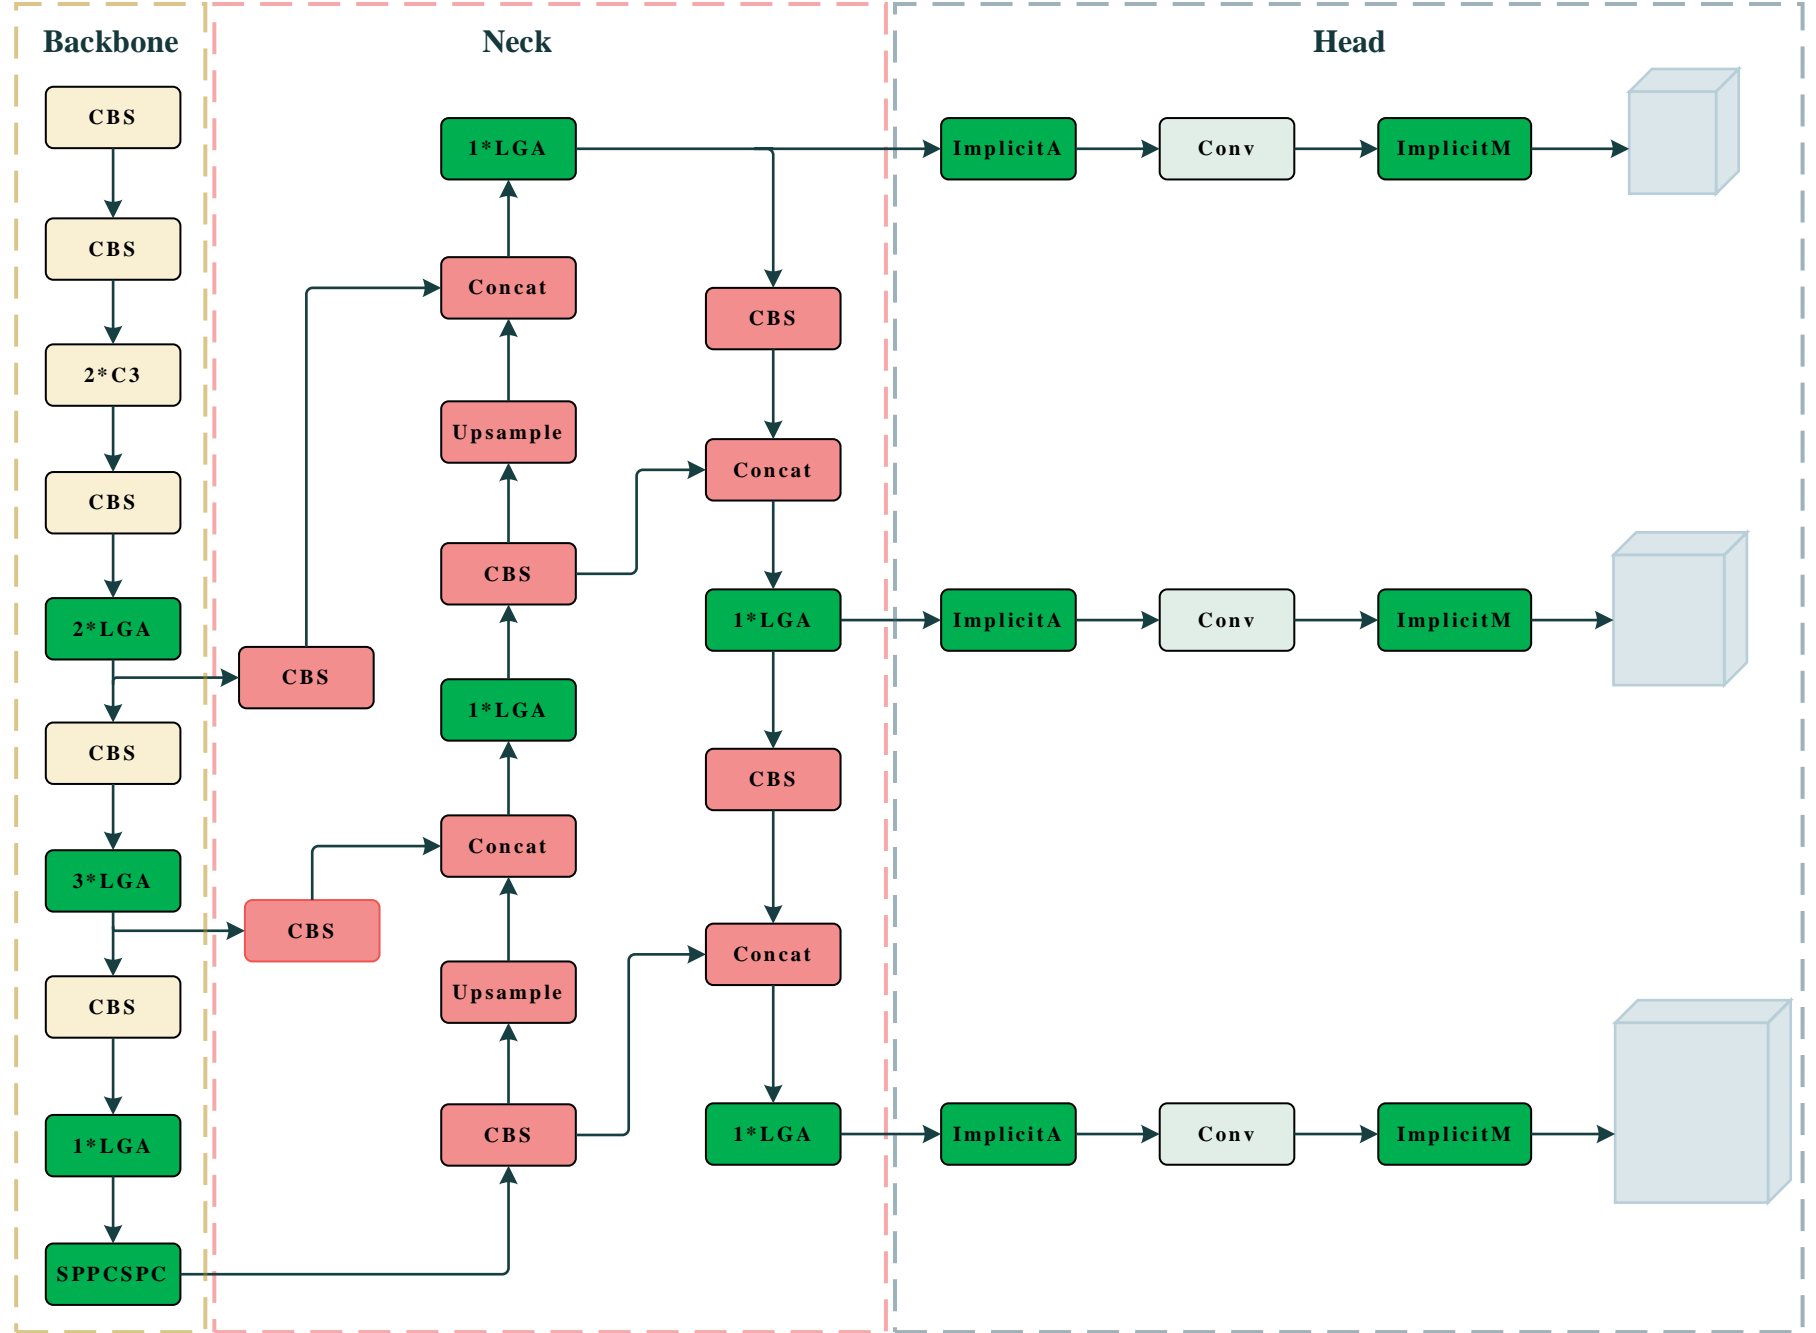 Backbone
CBS
CBS
2*C3
CBS
2*LGA
CBS
3*LGA
CBS
1*LGA
SPPCSPC
Neck
CBS
CBS
1*LGA
Concat
Upsample
CBS
1*LGA
Concat
Upsample
CBS
CBS
Concat
1*LGA
CBS
Concat
1*LGA
Head
ImplicitA
Conv
ImplicitM
ImplicitA
Conv
ImplicitM
ImplicitA
Conv
ImplicitM